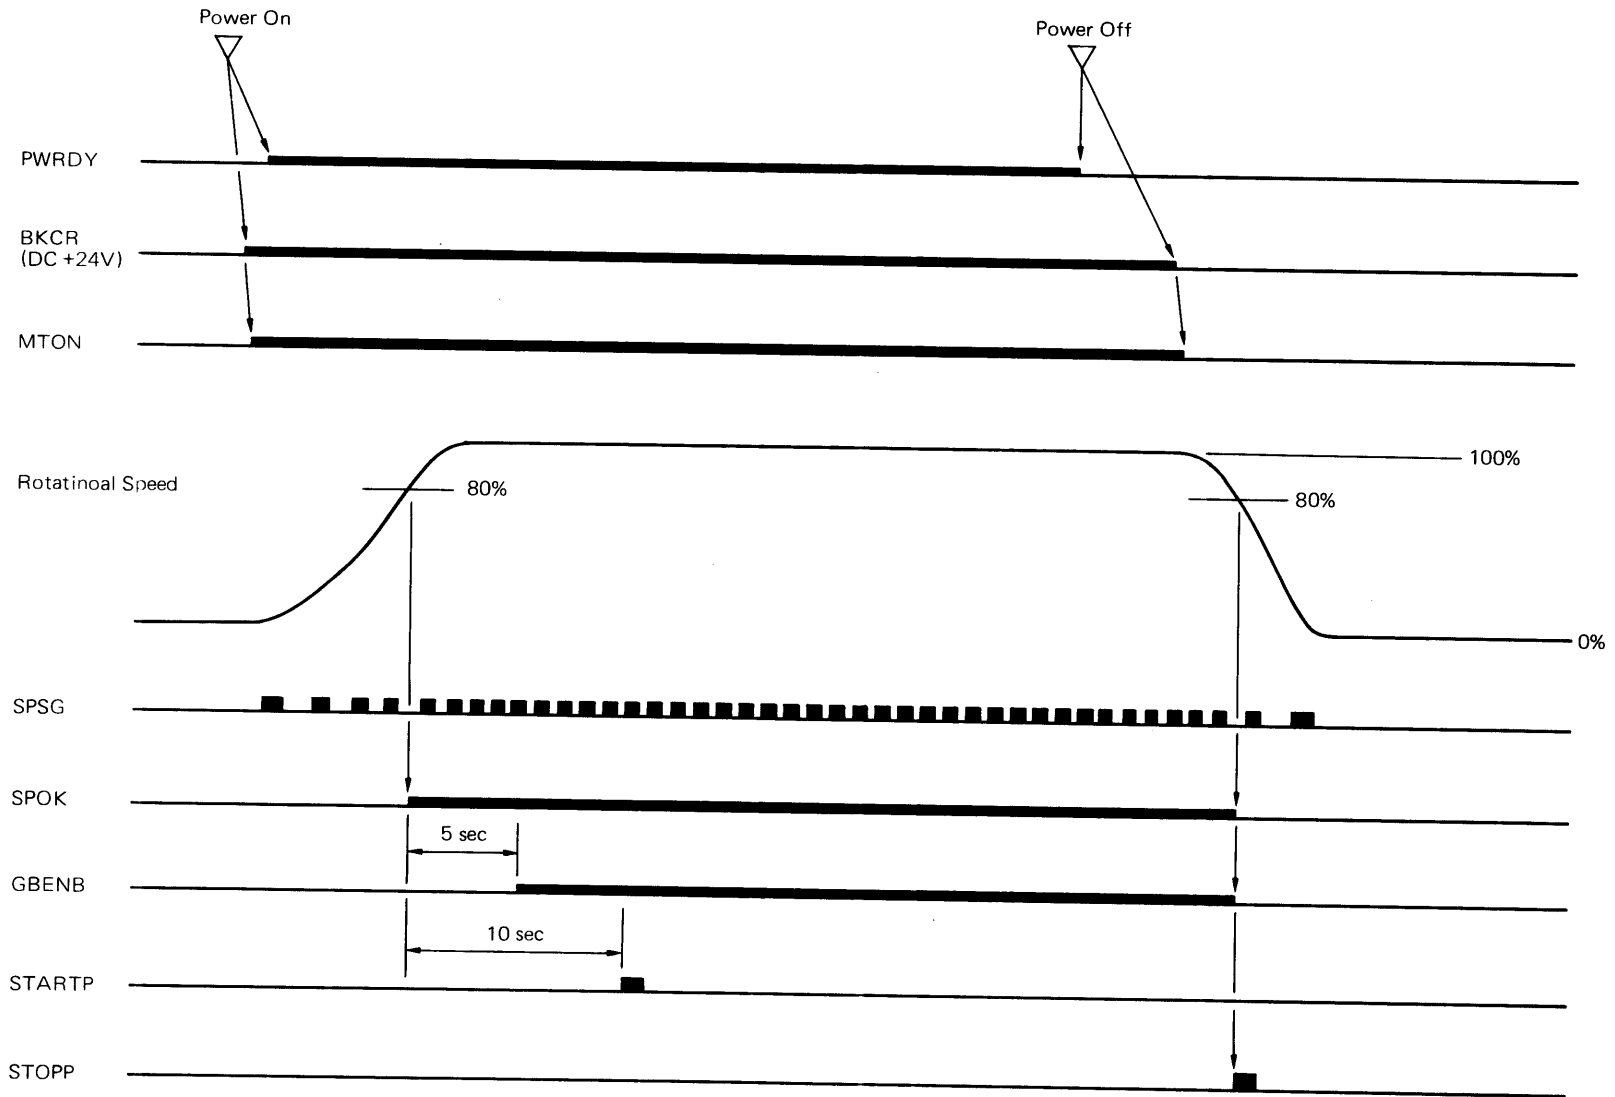 Power On
Power Off
PWRDY
BKCR
(DC +24V)
MTON
100%
Rotatinoal Speed
80%
80%
0%
SPSG
SPOK
5 sec
GBENB
10 sec
STARTP
STOPP